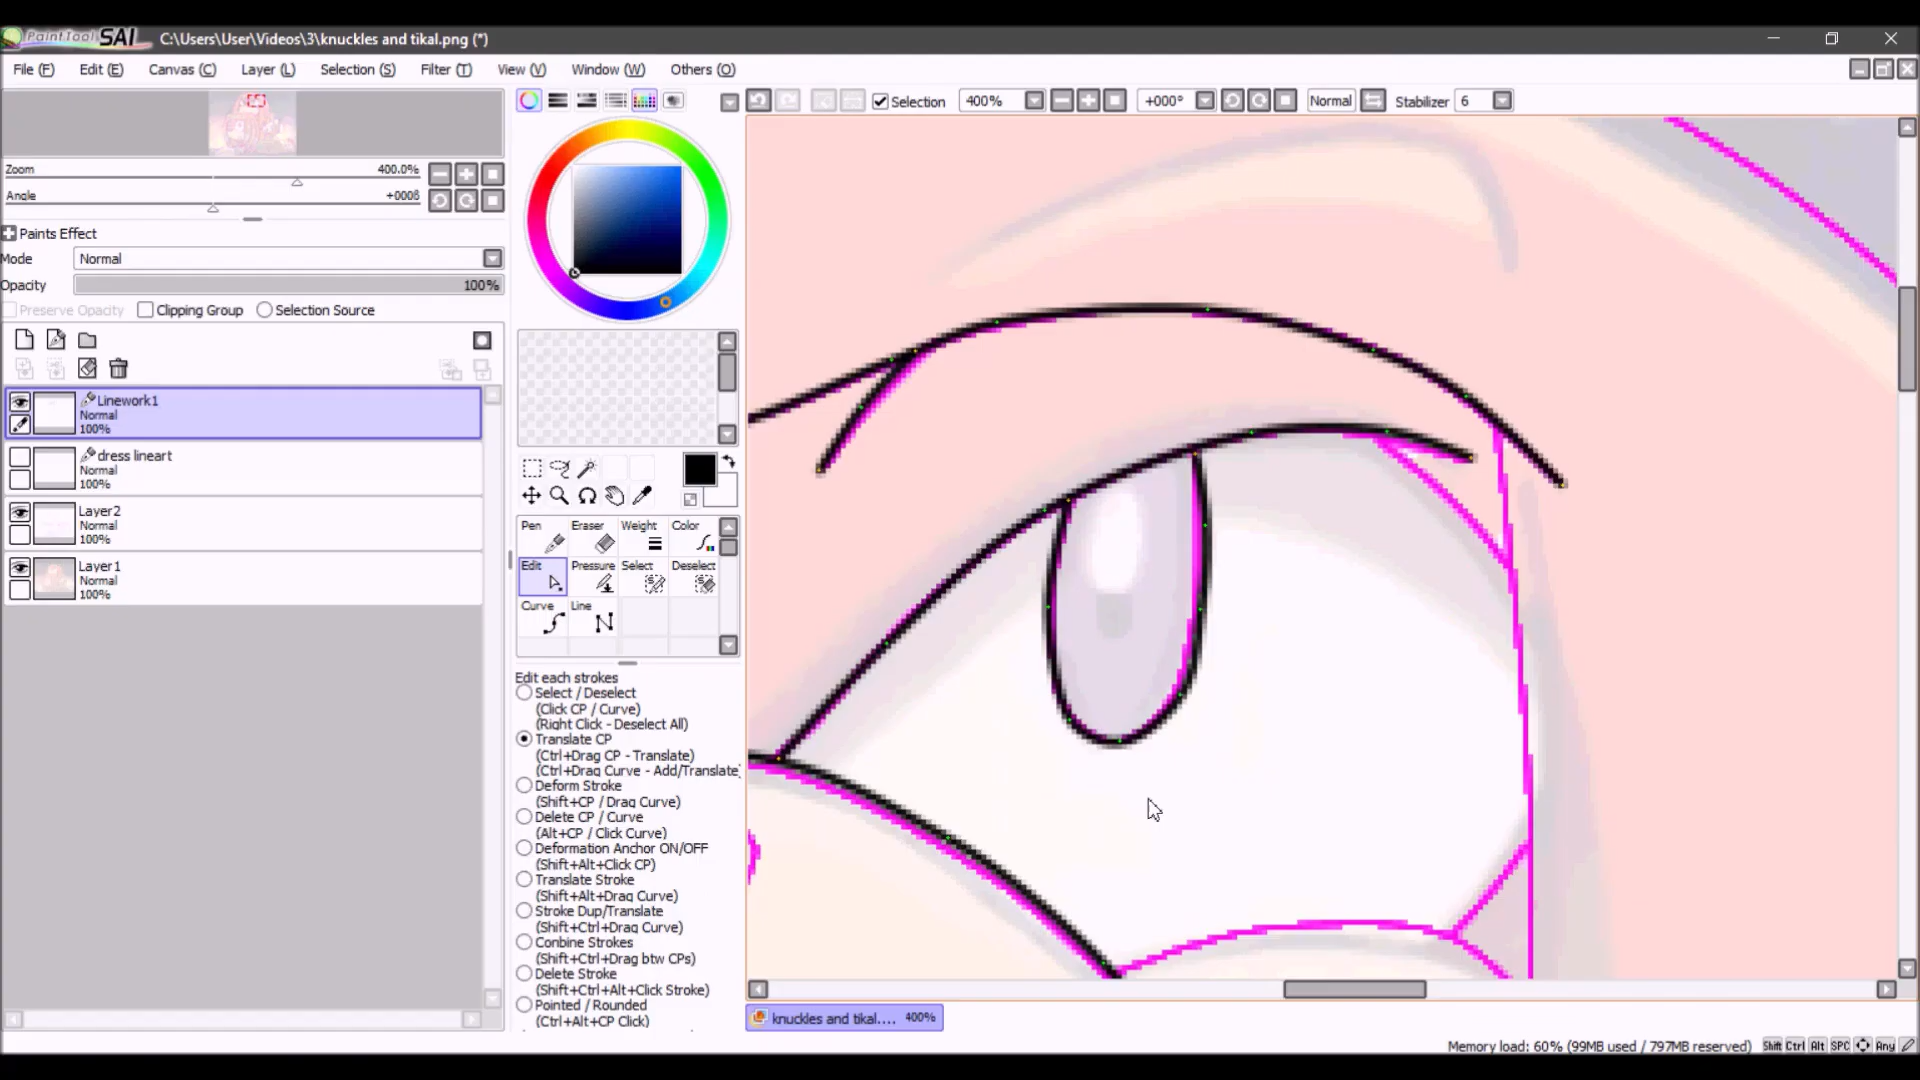 PaintTool SAI C:\Users\User\Videos\3\knuckles and tikal.png (*)
File (F) Edit (E) Canvas (C) Layer (L) Selection (S) Filter (T) View (V) Window (W) Others (O)
Selection 400% +000° Normal Stabilizer 6
Zoom 400.0%
Angle
Paints Effect
Mode Normal
Opacity 100%
Preserve Opacity Clipping Group Selection Source
Linework1
Normal
100%
dress lineart
Normal
100%
Layer2
Normal
100%
Layer1
Normal
100%
Pen Eraser Weight Color
Edit Pressure Select Deselect
Curve Line
Edit each strokes
Select / Deselect
(Click CP / Curve)
(Right Click - Deselect All)
Translate CP
(Ctrl+Drag CP - Translate)
(Ctrl+Drag Curve - Add/Translate
Deform Stroke
(Shift+CP / Drag Curve)
Delete CP / Curve
(Alt+CP / Click Curve)
Deformation Anchor ON/OFF
(Shift+Alt+Click CP)
Translate Stroke
(Shift+Alt+Drag Curve)
Stroke Dup/Translate
(Shift+Ctrl+Drag Curve)
Conbine Strokes
(Shift+Ctrl+Drag btw CPs)
Delete Stroke
(Shift+Ctrl+Alt+Click Stroke)
Pointed / Rounded
(Ctrl+Alt+CP Click)
knuckles and tikal.... 400%
Memory load: 60% (99MB used / 797MB reserved) Shift Ctrl Alt SPC Any